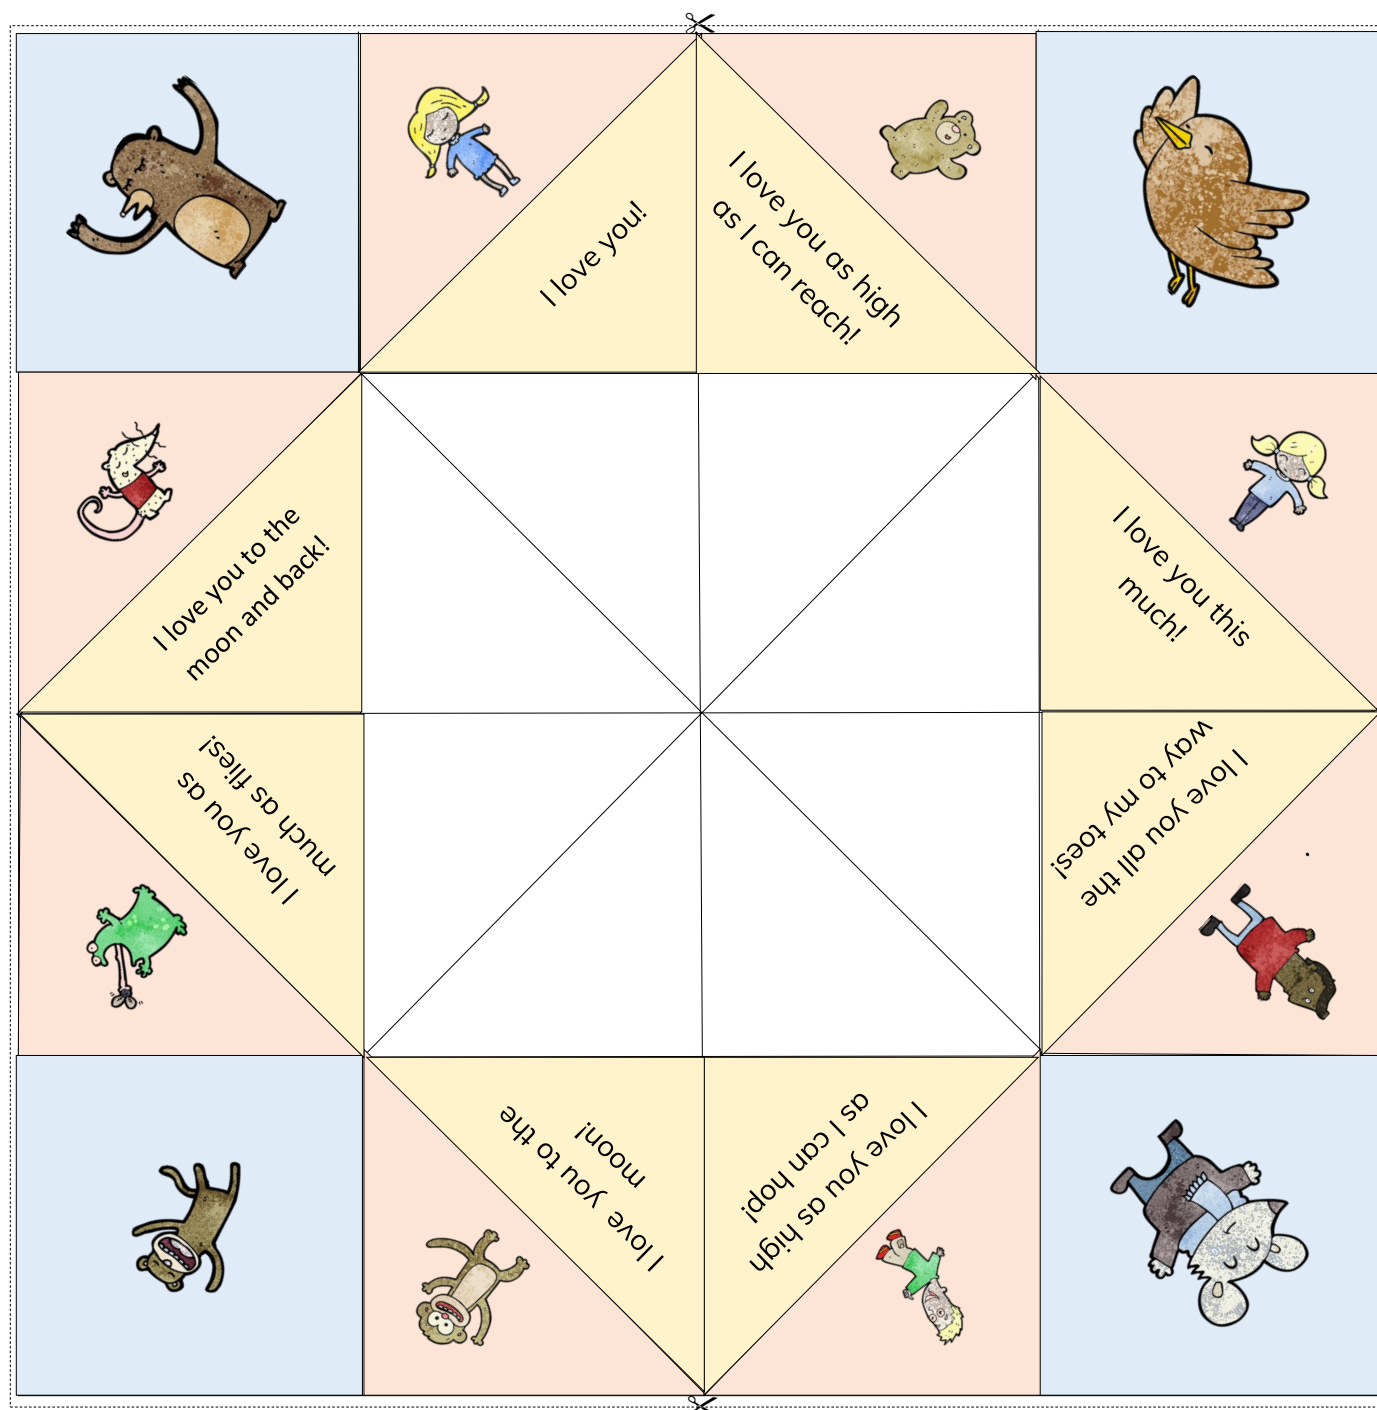 I love you!
I love you as high
as I can reach!
I love you to the
moon and back!
I love you this
much!
I love you as
much as flies!
I love you all the
way to my toes!
I love you to the
moon!
I love you as high
as I can hop!